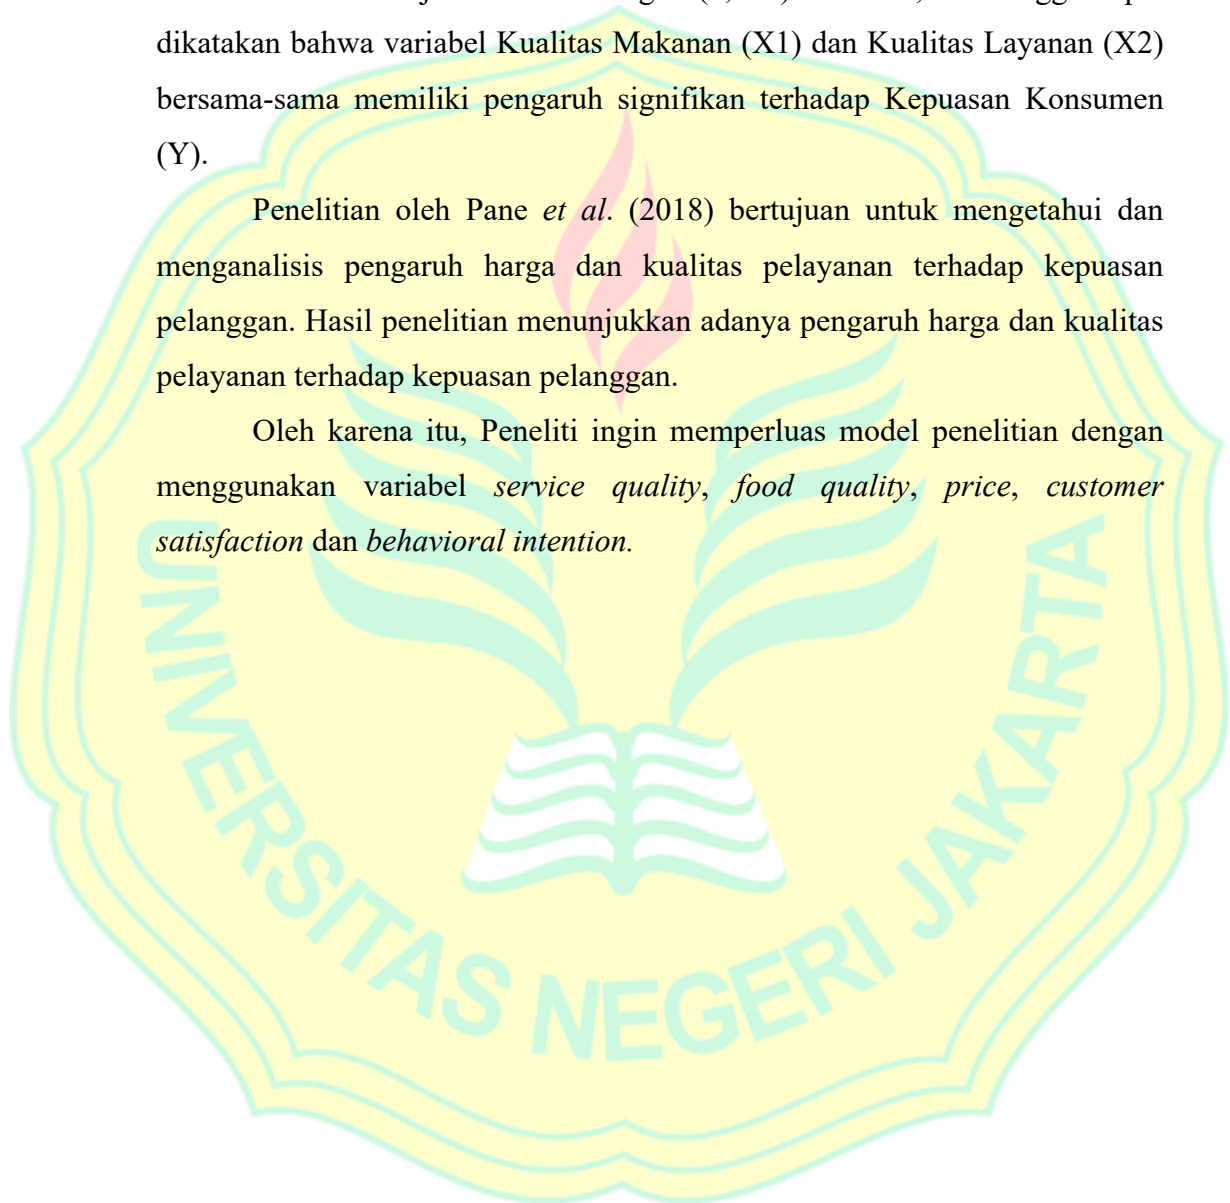 dikatakan bahwa variabel Kualitas Makanan (X1) dan Kualitas Layanan (X2)
bersama-sama memiliki pengaruh signifikan terhadap Kepuasan Konsumen
(Y).
Penelitian oleh Pane et al. (2018) bertujuan untuk mengetahui dan
menganalisis pengaruh harga dan kualitas pelayanan terhadap kepuasan
pelanggan. Hasil penelitian menunjukkan adanya pengaruh harga dan kualitas
pelayanan terhadap kepuasan pelanggan.
Oleh karena itu, Peneliti ingin memperluas model penelitian dengan
menggunakan variabel service quality, food quality, price, customer
satisfaction dan behavioral intention.
UNIVERSITAS NEGERI JAKARTA